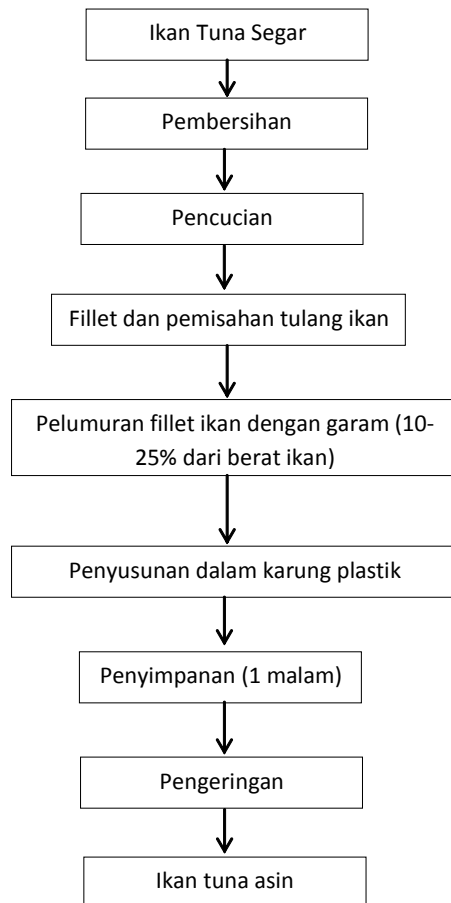 Ikan Tuna Segar
Pembersihan
Pencucian
Fillet dan pemisahan tulang ikan
Pelumuran fillet ikan dengan garam (10-
25% dari berat ikan)
Penyusunan dalam karung plastik
Penyimpanan (1 malam)
Pengeringan
Ikan tuna asin